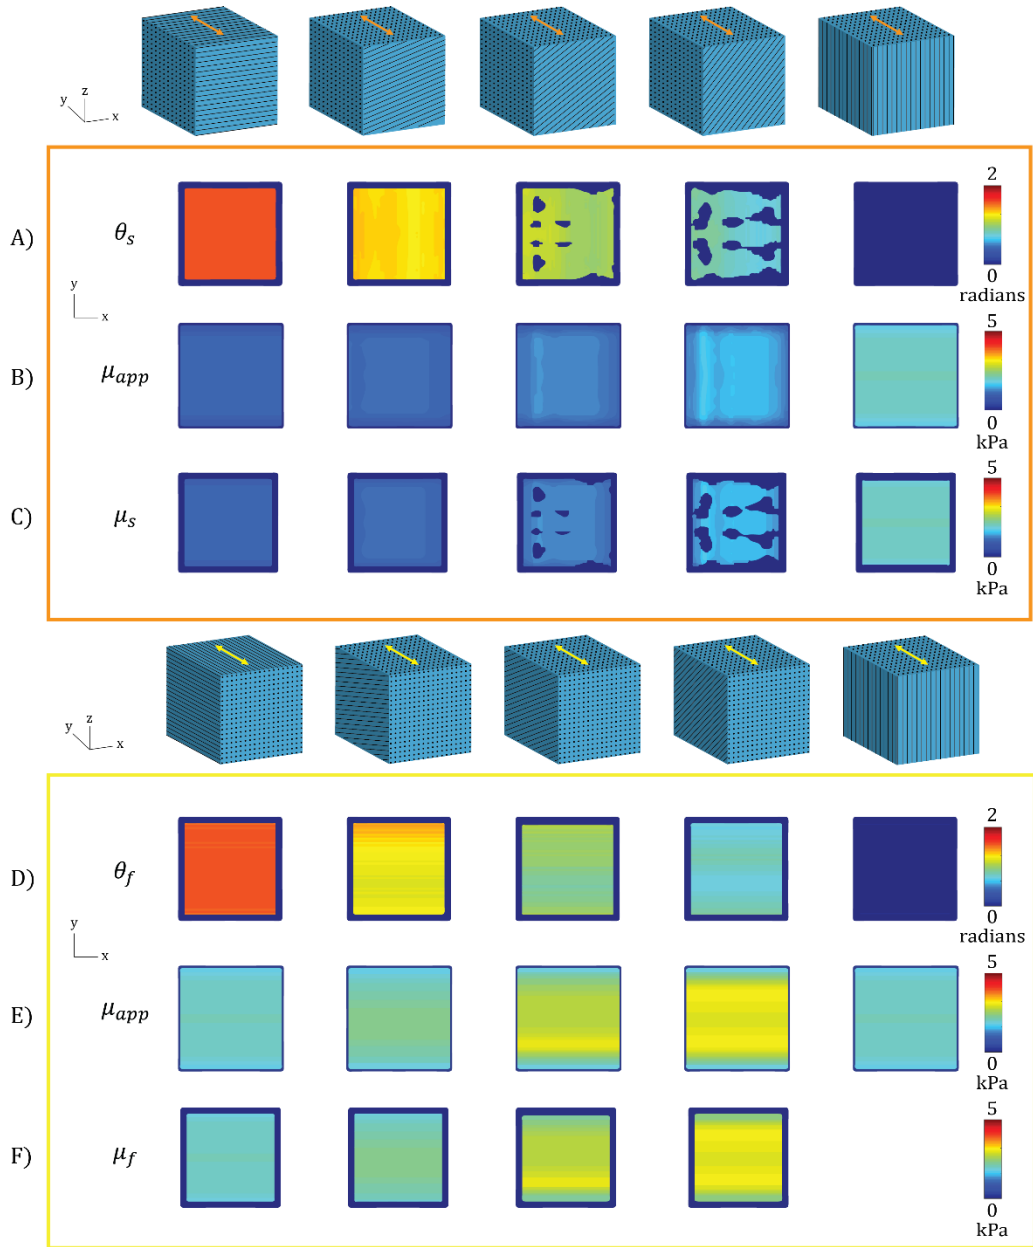 y z x
A) θs 2
0
radians
y
x
B) μapp 5
0
kPa
C) μs 5
0
kPa
y z x
D) θf 2
0
radians
y
x
E) μapp 5
0
kPa
F) μf 5
0
kPa